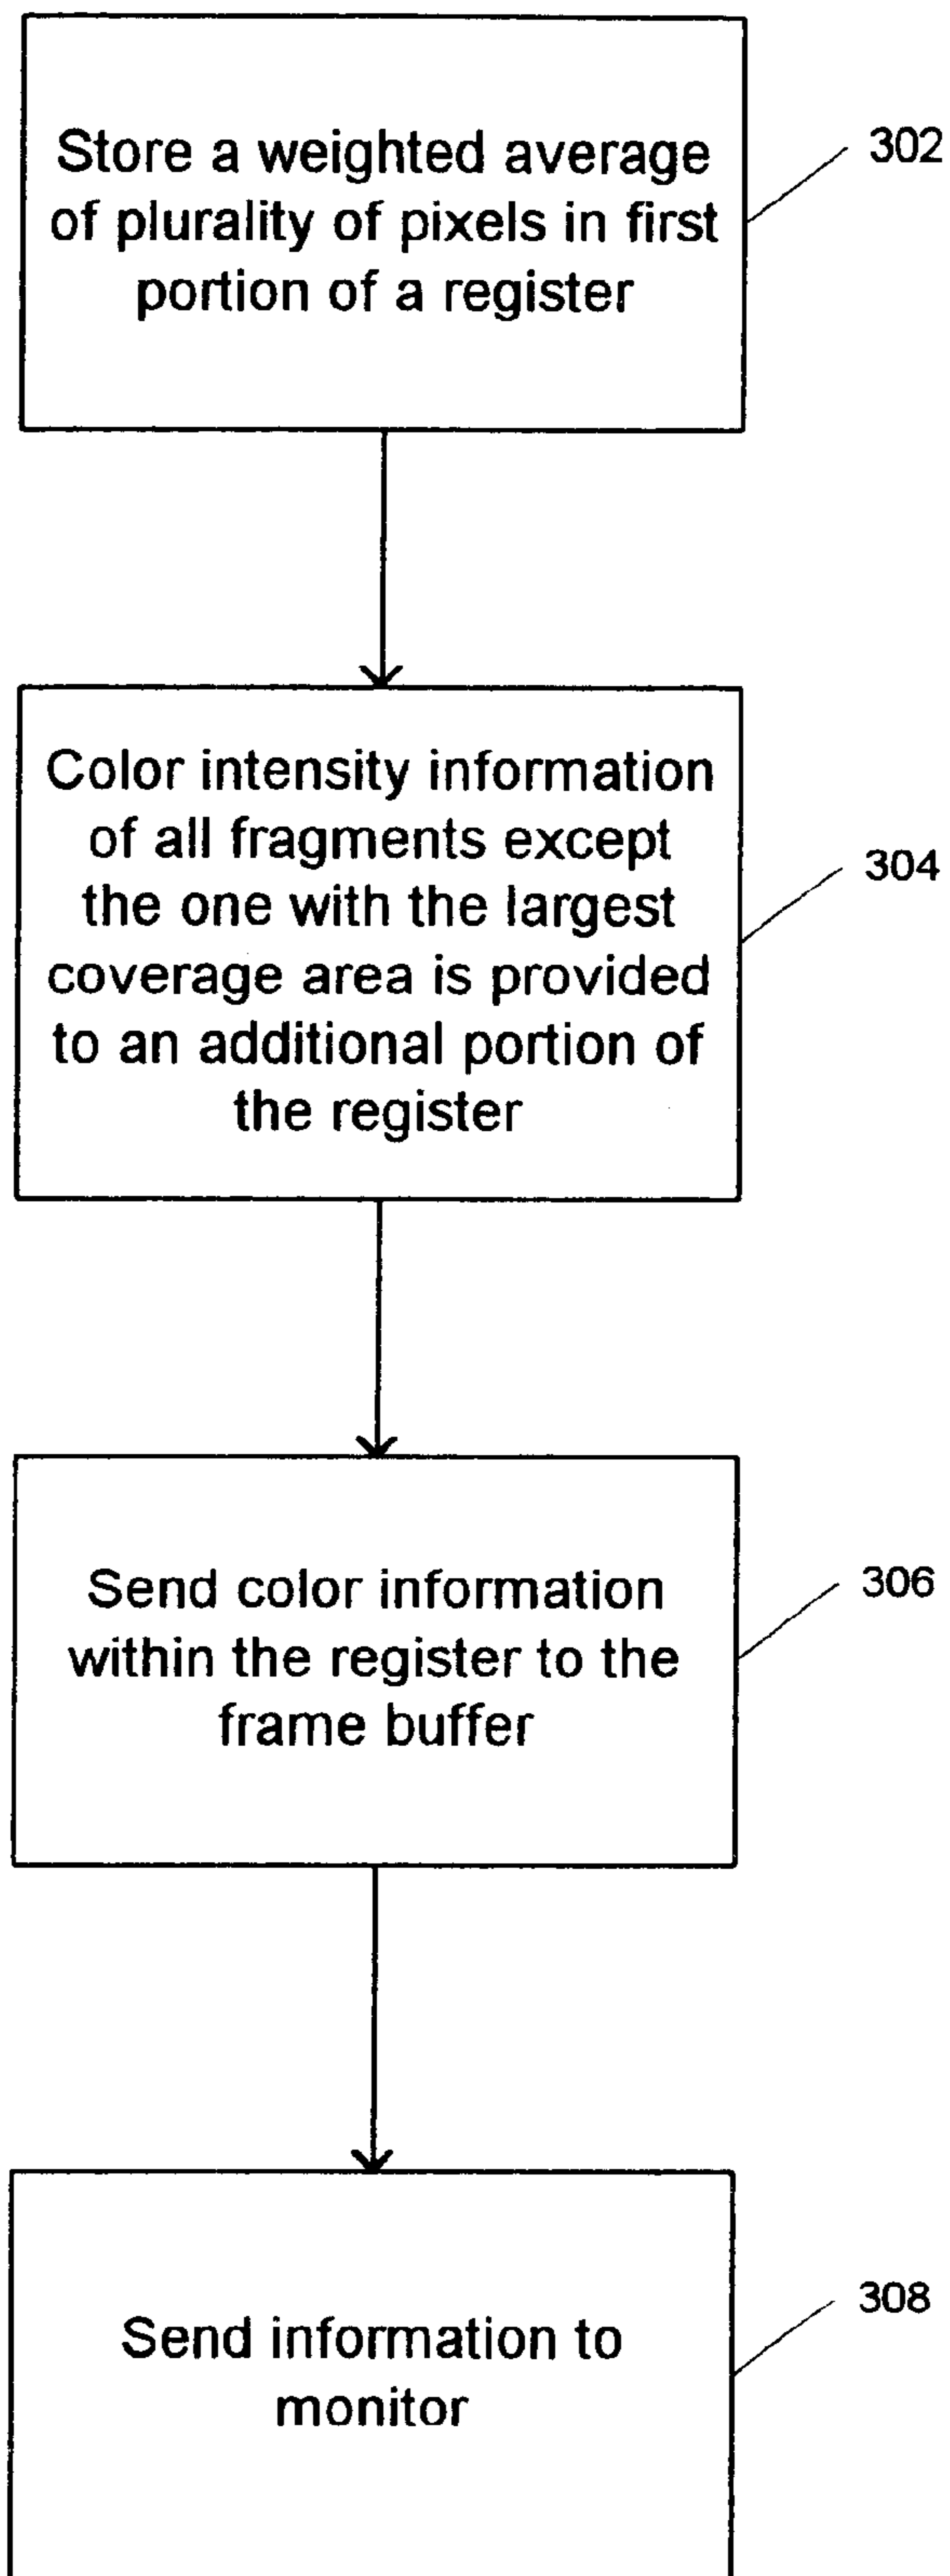 Store a weighted average
of plurality of pixels in first
portion of a register
302
Color intensity information
of all fragments except
the one with the largest
coverage area is provided
to an additional portion of
the register
304
Send color information
within the register to the
frame buffer
306
Send information to
monitor
308